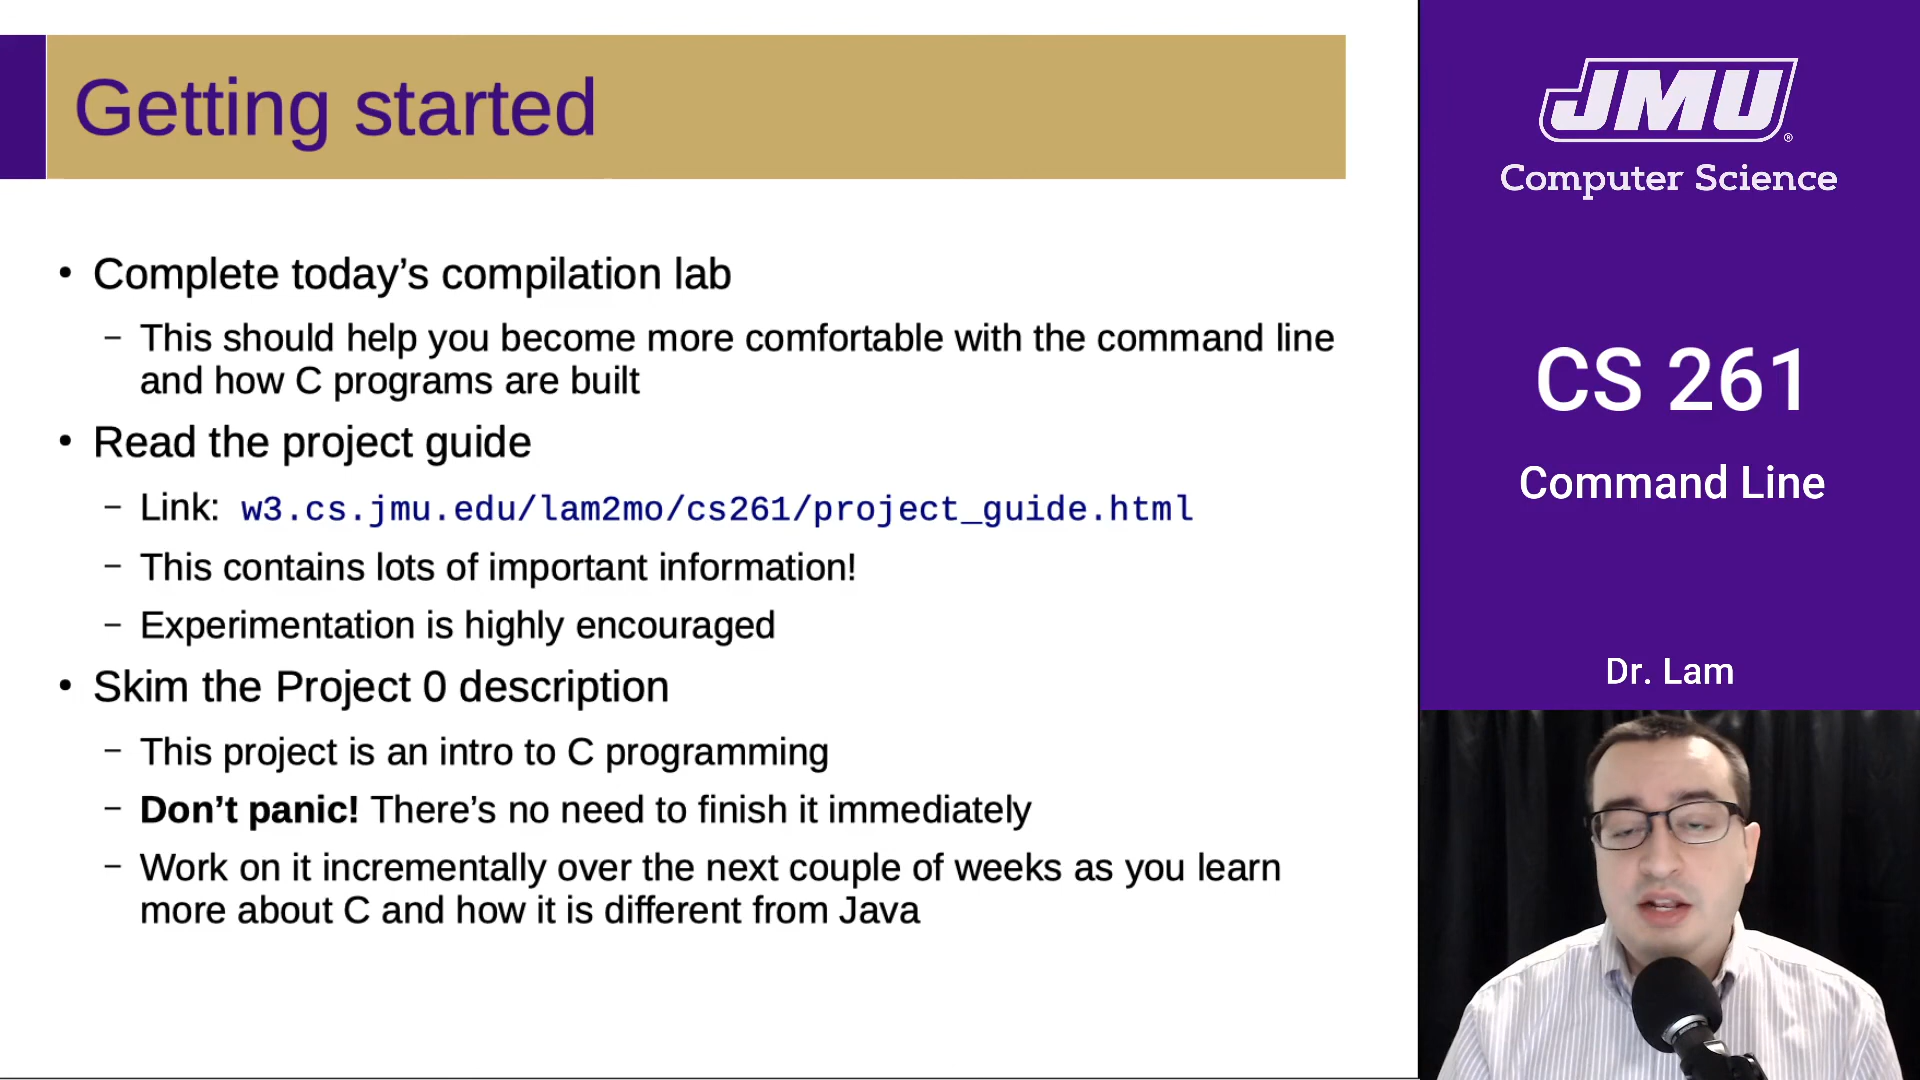 Getting started
• Complete today’s compilation lab
– This should help you become more comfortable with the command line
and how C programs are built
• Read the project guide
– Link: w3.cs.jmu.edu/lam2mo/cs261/project_guide.html
– This contains lots of important information!
– Experimentation is highly encouraged
• Skim the Project 0 description
– This project is an intro to C programming
– Don’t panic! There’s no need to finish it immediately
– Work on it incrementally over the next couple of weeks as you learn
more about C and how it is different from Java
JMU®
Computer Science
CS 261
Command Line
Dr. Lam